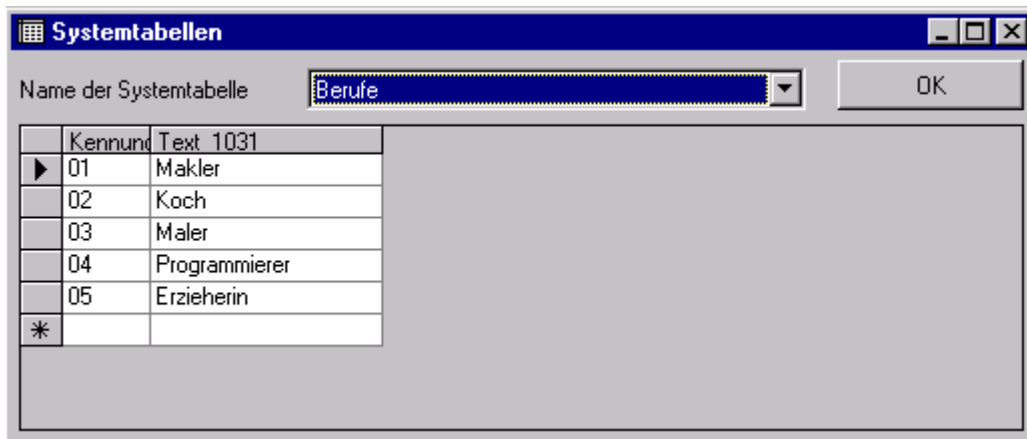 Systemtabellen
Name der Systemtabelle Berufe OK
Kennung Text_1031
01 Makler
02 Koch
03 Maler
04 Programmierer
05 Erzieherin